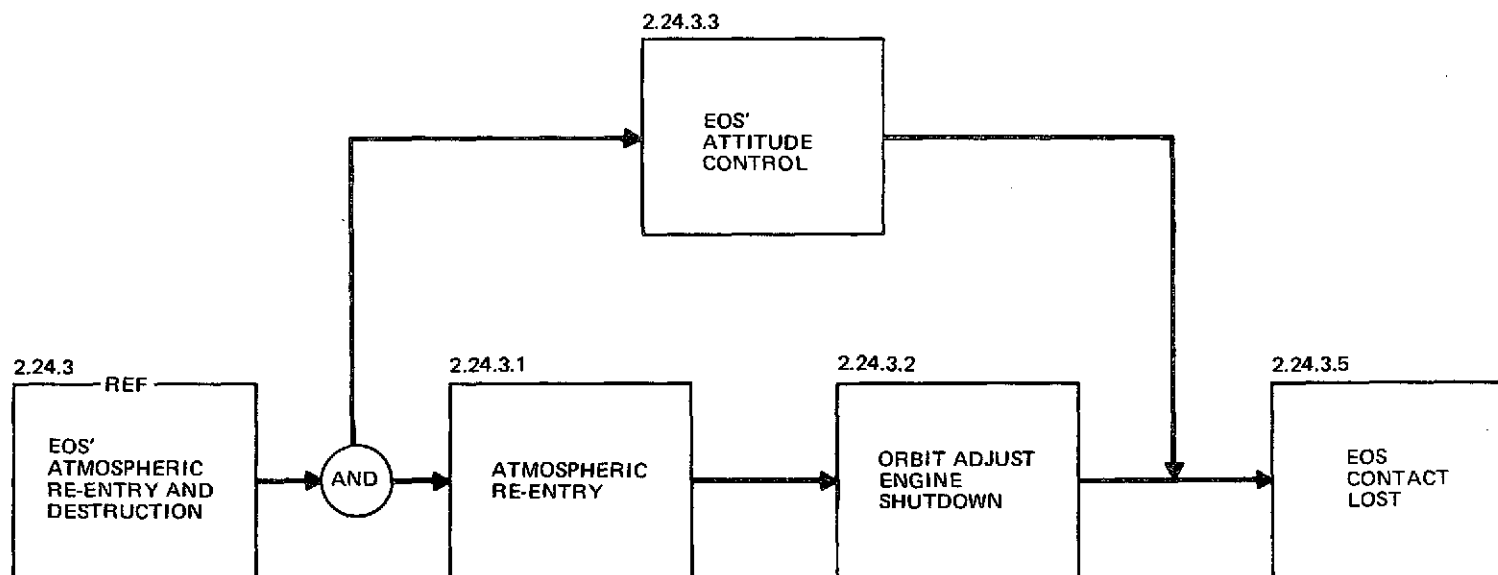 2.24.3.3
EOS'
ATTITUDE
CONTROL
2.24.3
REF
EOS'
ATMOSPHERIC
RE-ENTRY AND
DESTRUCTION
AND
2.24.3.1
ATMOSPHERIC
RE-ENTRY
2.24.3.2
ORBIT ADJUST
ENGINE
SHUTDOWN
2.24.3.5
EOS
CONTACT
LOST